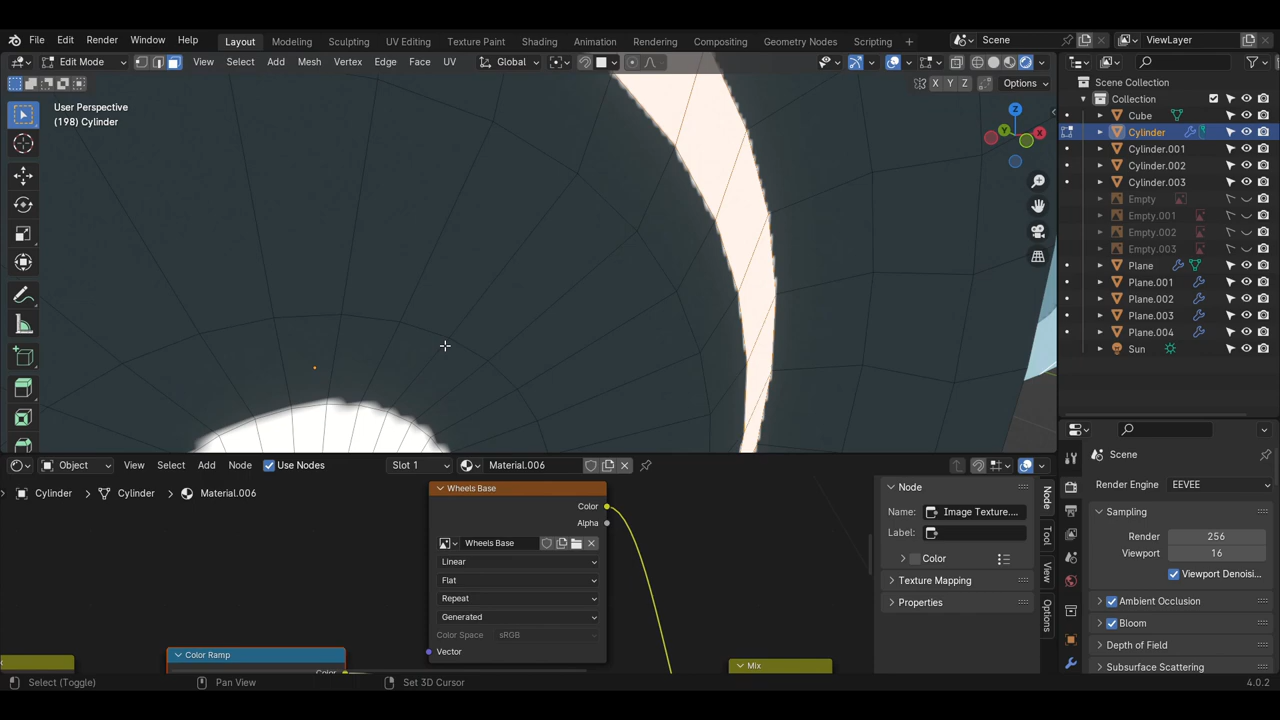 File Edit Render Window Help Layout Modeling Sculpting UV Editing Texture Paint Shading Animation Rendering Compositing Geometry Nodes Scripting + Scene ViewLayer
Edit Mode View Select Add Mesh Vertex Edge Face UV Global
X Y Z Options
User Perspective
(198) Cylinder
Z
Y X
Scene Collection
Collection
Cube
Cylinder
Cylinder.001
Cylinder.002
Cylinder.003
Empty
Empty.001
Empty.002
Empty.003
Plane
Plane.001
Plane.002
Plane.003
Plane.004
Sun
Object View Select Add Node Use Nodes Slot 1 Material.006
Cylinder > Cylinder > Material.006
Wheels Base
Color
Alpha
Wheels Base
Linear
Flat
Repeat
Generated
Color Space sRGB
Vector
Color Ramp
Color
Mix
Node
Name: Image Texture....
Label:
Color
Texture Mapping
Properties
Node
Tool
View
Options
Scene
Render Engine EEVEE
Sampling
Render 256
Viewport 16
Viewport Denoisi...
Ambient Occlusion
Bloom
Depth of Field
Subsurface Scattering
Select (Toggle) Pan View Set 3D Cursor